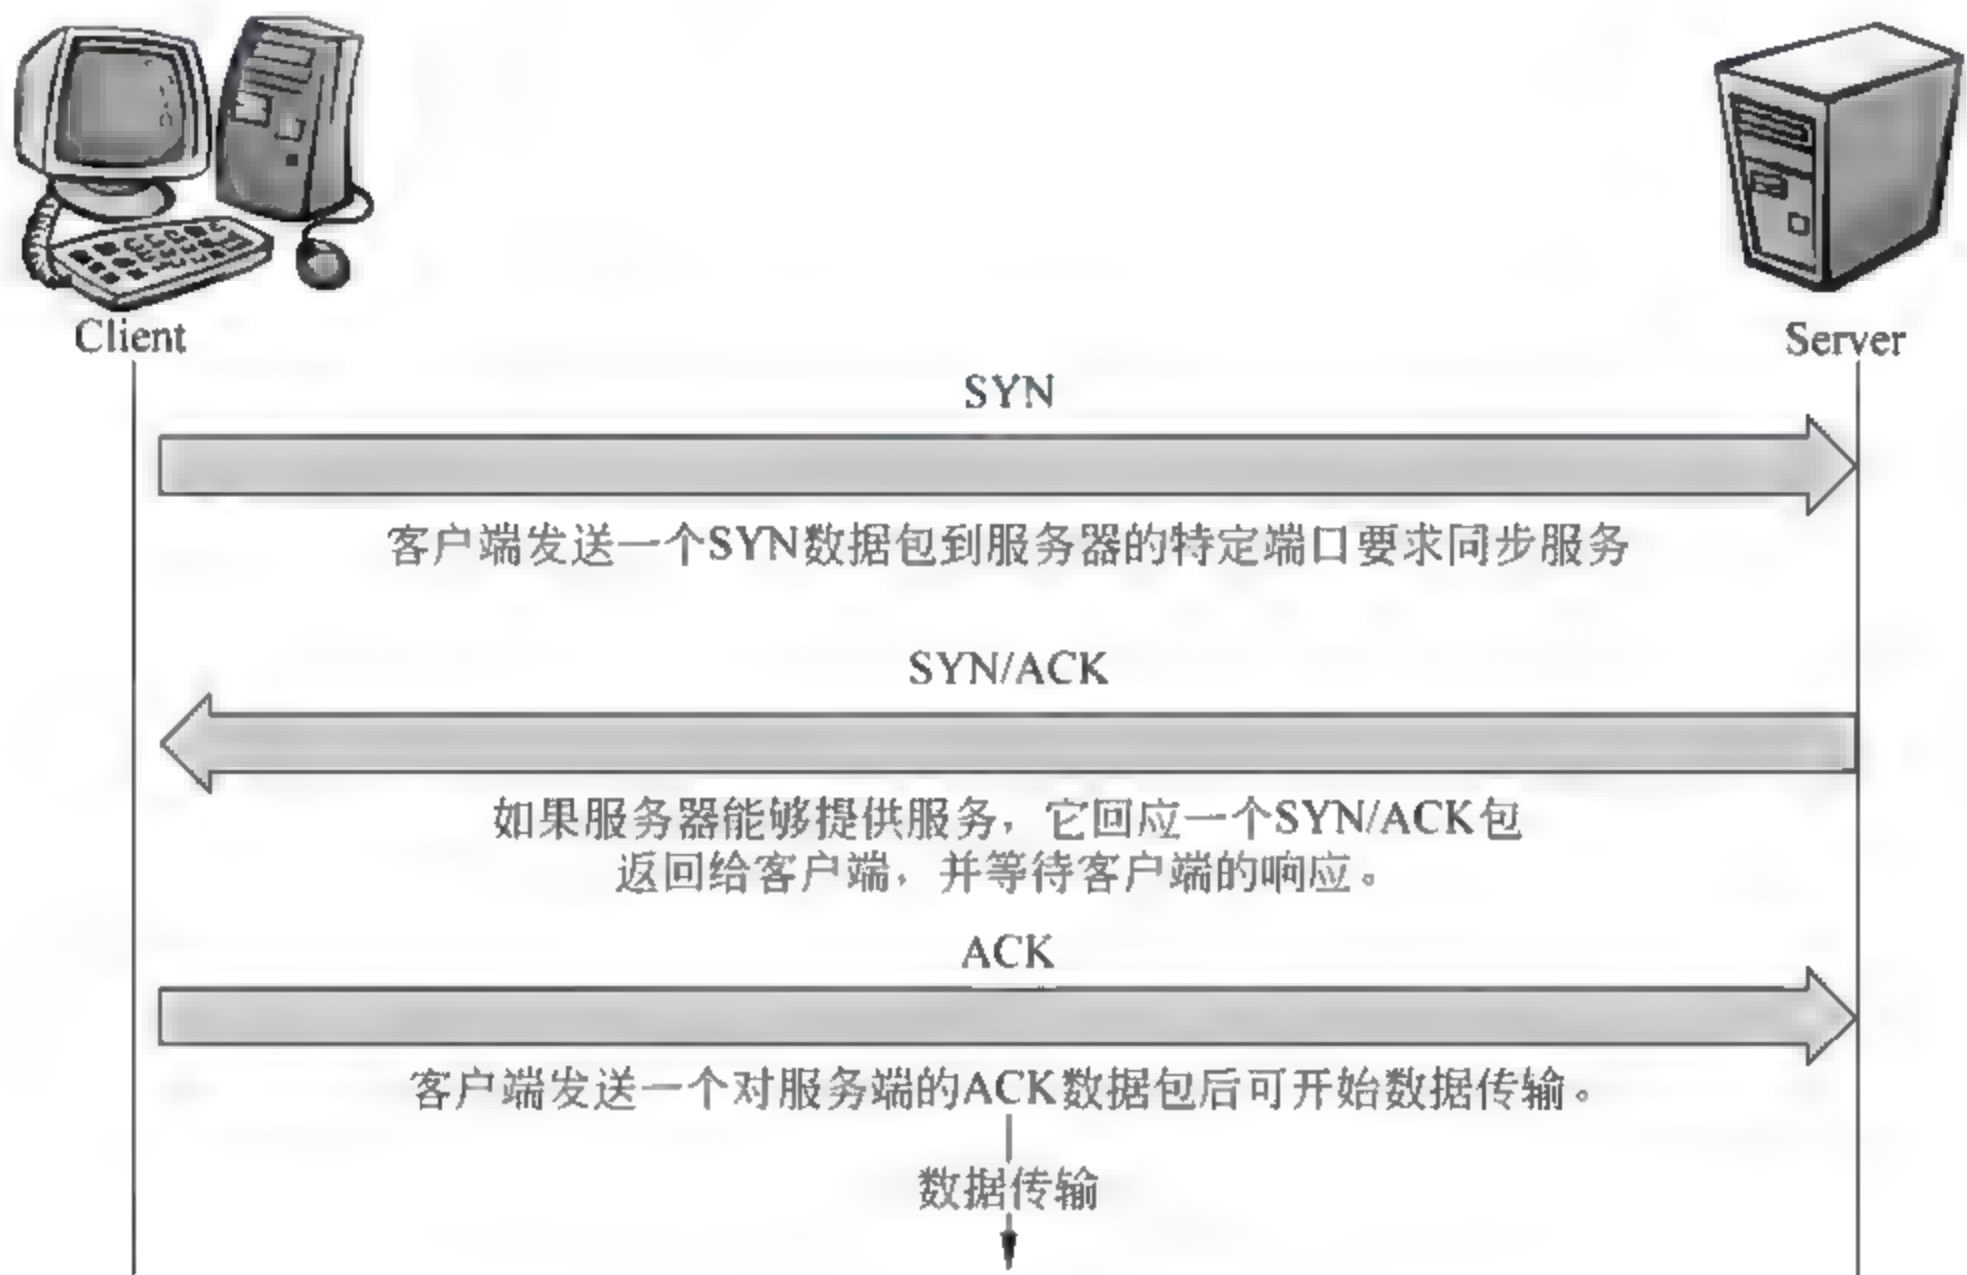 Client
Server
SYN
客户端发送一个SYN数据包到服务器的特定端口要求同步服务
SYN/ACK
如果服务器能够提供服务，它回应一个SYN/ACK包
返回给客户端，并等待客户端的响应。
ACK
客户端发送一个对服务端的ACK数据包后可开始数据传输。
数据传输